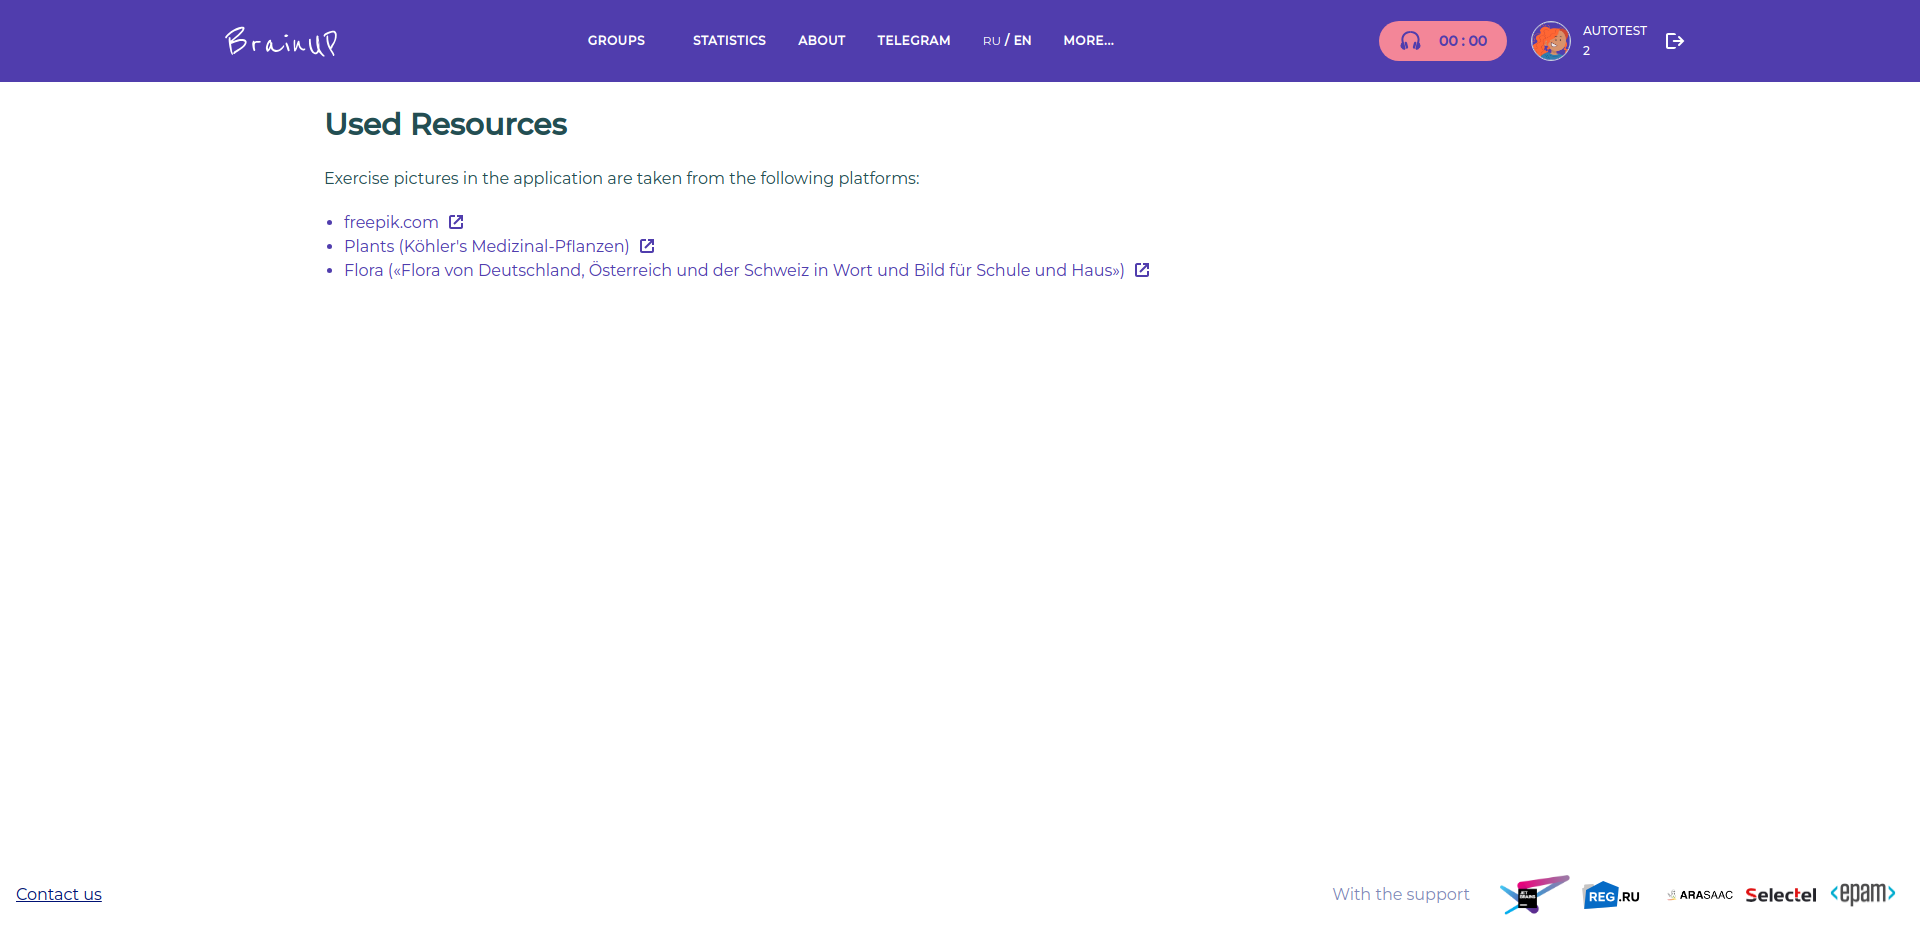 BrainUP
GROUPS STATISTICS ABOUT TELEGRAM RU / EN MORE...
00 : 00
AUTOTEST
2
Used Resources
Exercise pictures in the application are taken from the following platforms:
• freepik.com
• Plants (Köhler's Medizinal-Pflanzen)
• Flora («Flora von Deutschland, Österreich und der Schweiz in Wort und Bild für Schule und Haus»)
Contact us
With the support
JET
BRAINS
REG.RU
ARASAAC
Selectel
<epam>